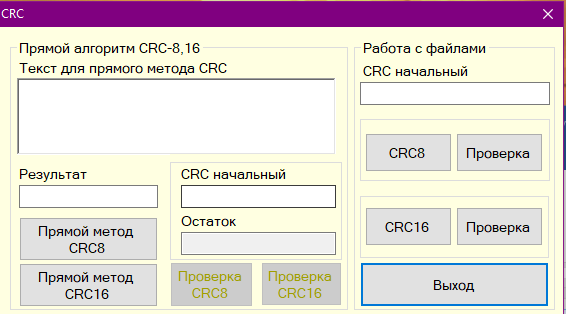 CRC
Прямой алгоритм CRC-8,16
Текст для прямого метода CRC
Результат
Прямой метод
CRC8
Прямой метод
CRC16
CRC начальный
Остаток
Проверка
CRC8
Проверка
CRC16
Работа с файлами
CRC начальный
CRC8
Проверка
CRC16
Проверка
Выход